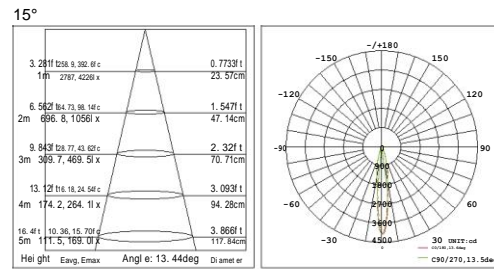 15°
3.281ft 258.9, 392.6fc 0.7733ft
1m 2787, 4226lx 23.57cm
6.562ft 64.73, 98.14fc 1.547ft
2m 696.8, 1056lx 47.14cm
9.843ft 28.77, 43.62fc 2.32ft
3m 309.7, 469.5lx 70.71cm
13.12ft 16.18, 24.54fc 3.093ft
4m 174.2, 264.1lx 94.28cm
16.4ft 10.36, 15.70fc 3.866ft
5m 111.5, 169.0lx 117.84cm
Height Eavg, Emax Angle: 13.44deg Diameter
-/+180
-150 150
-120 120
-90 0 90
900
1800
2700
-60 60
3600
-30 4500 30 UNIT:cd
C0/180,13.4deg
C90/270,13.5deg